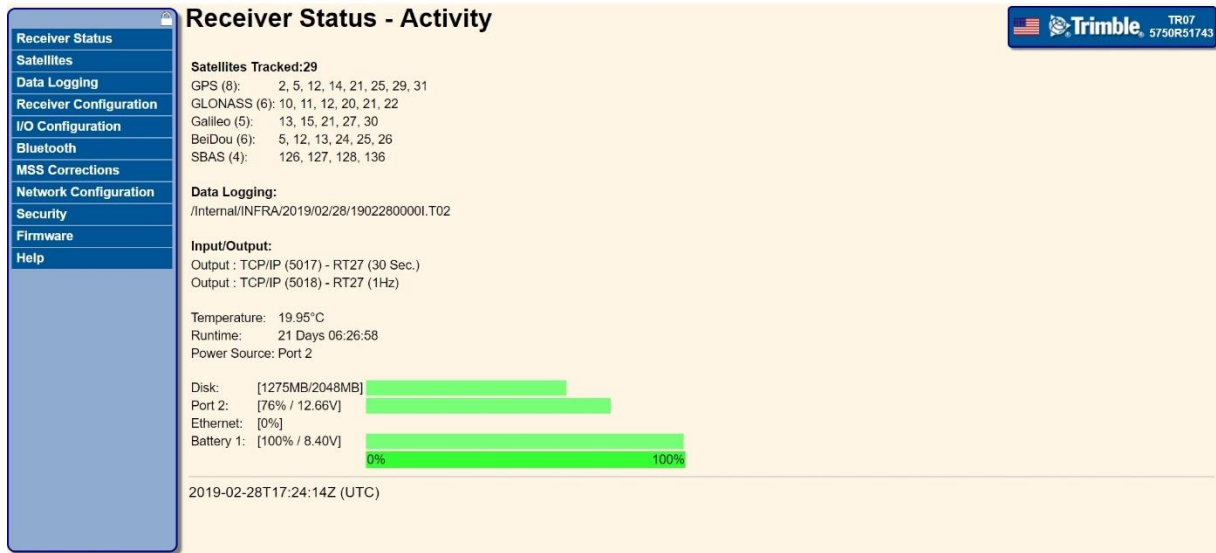 Receiver Status - Activity
Trimble.
TR07
5750R51743
Receiver Status
Satellites
Data Logging
Receiver Configuration
I/O Configuration
Bluetooth
MSS Corrections
Network Configuration
Security
Firmware
Help
Satellites Tracked:29
GPS (8): 2, 5, 12, 14, 21, 25, 29, 31
GLONASS (6): 10, 11, 12, 20, 21, 22
Galileo (5): 13, 15, 21, 27, 30
BeiDou (6): 5, 12, 13, 24, 25, 26
SBAS (4): 126, 127, 128, 136
Data Logging:
/Internal/INFRA/2019/02/28/1902280000I.T02
Input/Output:
Output : TCP/IP (5017) - RT27 (30 Sec.)
Output : TCP/IP (5018) - RT27 (1Hz)
Temperature: 19.95°C
Runtime: 21 Days 06:26:58
Power Source: Port 2
Disk: [1275MB/2048MB]
Port 2: [76% / 12.66V]
Ethernet: [0%]
Battery 1: [100% / 8.40V]
0% 100%
2019-02-28T17:24:14Z (UTC)